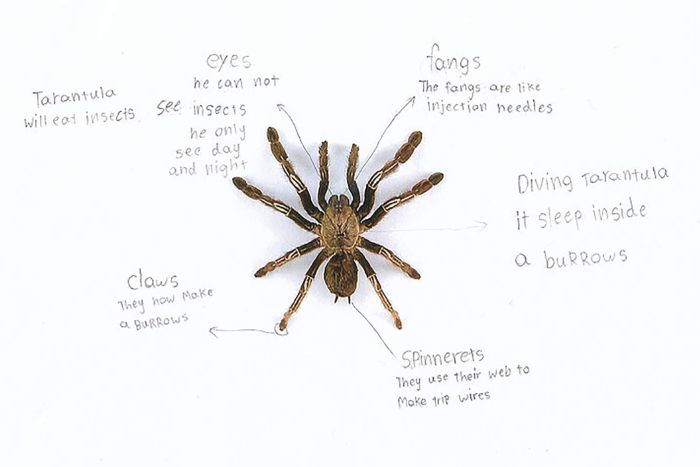 Tarantula
will eat insects
eyes
he can not
see insects
he only
see day
and night
fangs
The fangs are like
injection needles
Diving Tarantula
it sleep inside
a burrows
Claws
They how make
a BURROWS
Spinnerets
They use their web to
Make trip wires